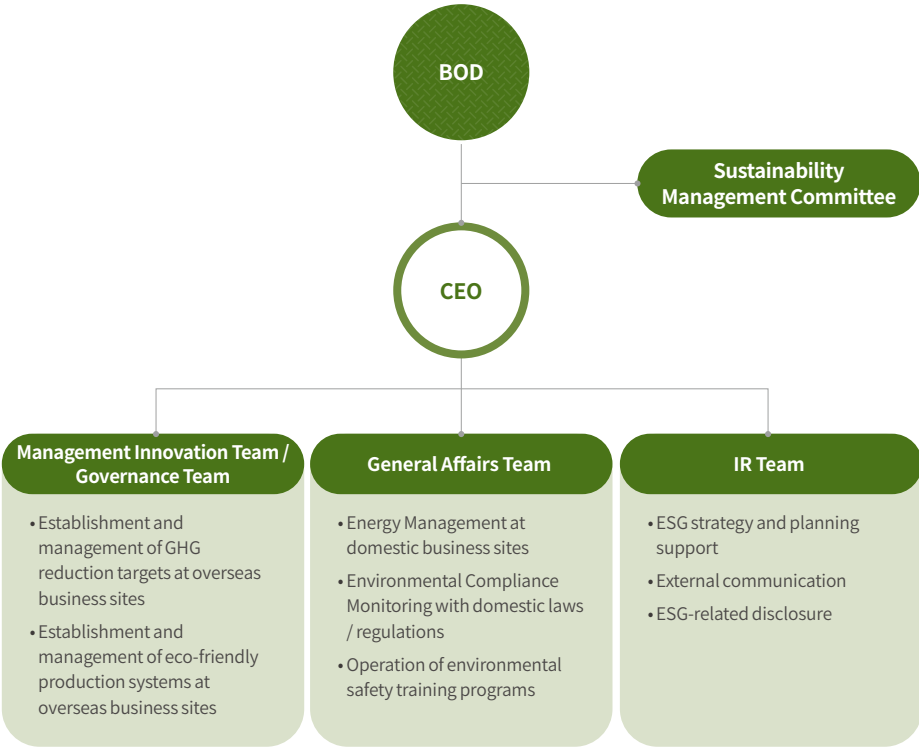 BOD
Sustainability
Management Committee
CEO
Management Innovation Team /
Governance Team
• Establishment and
management of GHG
reduction targets at overseas
business sites
• Establishment and
management of eco-friendly
production systems at
overseas business sites
General Affairs Team
• Energy Management at
domestic business sites
• Environmental Compliance
Monitoring with domestic laws
/ regulations
• Operation of environmental
safety training programs
IR Team
• ESG strategy and planning
support
• External communication
• ESG-related disclosure